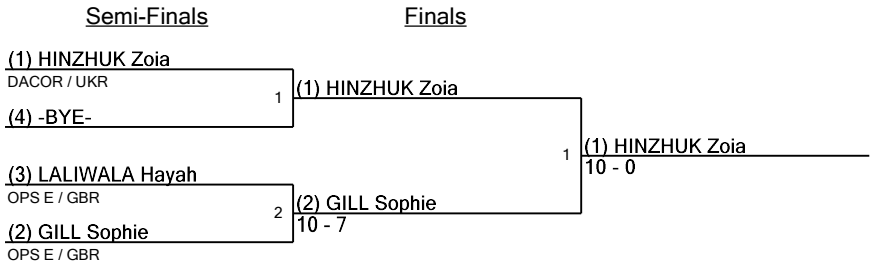 Semi-Finals
Finals
(1) HINZHUK Zoia
DACOR / UKR
1
(1) HINZHUK Zoia
(4) -BYE-
1
(1) HINZHUK Zoia
10 - 0
(3) LALIWALA Hayah
OPS E / GBR
2
(2) GILL Sophie
10 - 7
(2) GILL Sophie
OPS E / GBR